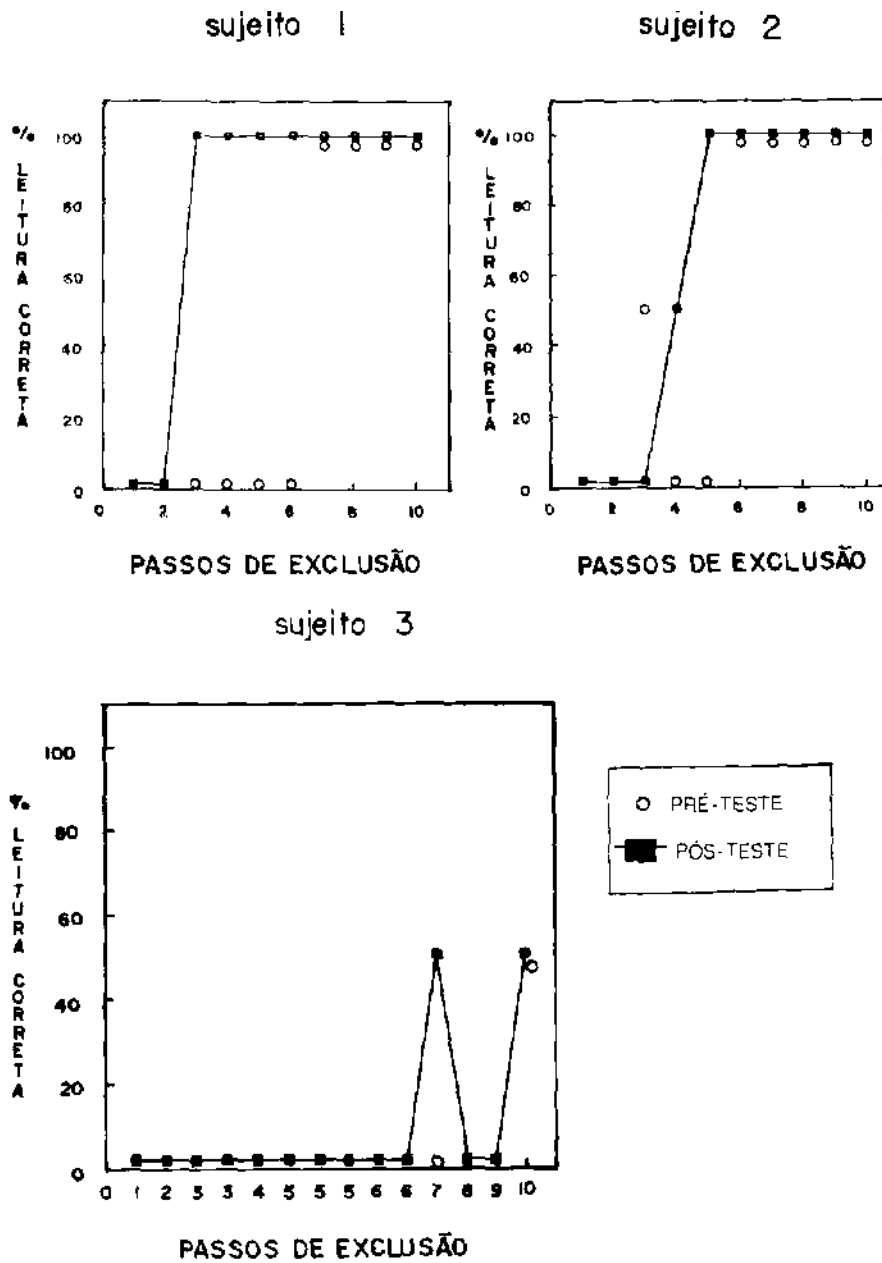 sujeito 1
sujeito 2
% LEITURA CORRETA
100
80
60
40
20
0
0 2 4 6 8 10
PASSOS DE EXCLUSÃO
% LEITURA CORRETA
100
80
60
40
20
0
0 2 4 6 8 10
PASSOS DE EXCLUSÃO
sujeito 3
% LEITURA CORRETA
100
80
60
40
20
0
0 1 2 3 3 4 5 5 5 6 6 7 8 9 10
PASSOS DE EXCLUSÃO
PRÉ-TESTE
PÓS-TESTE